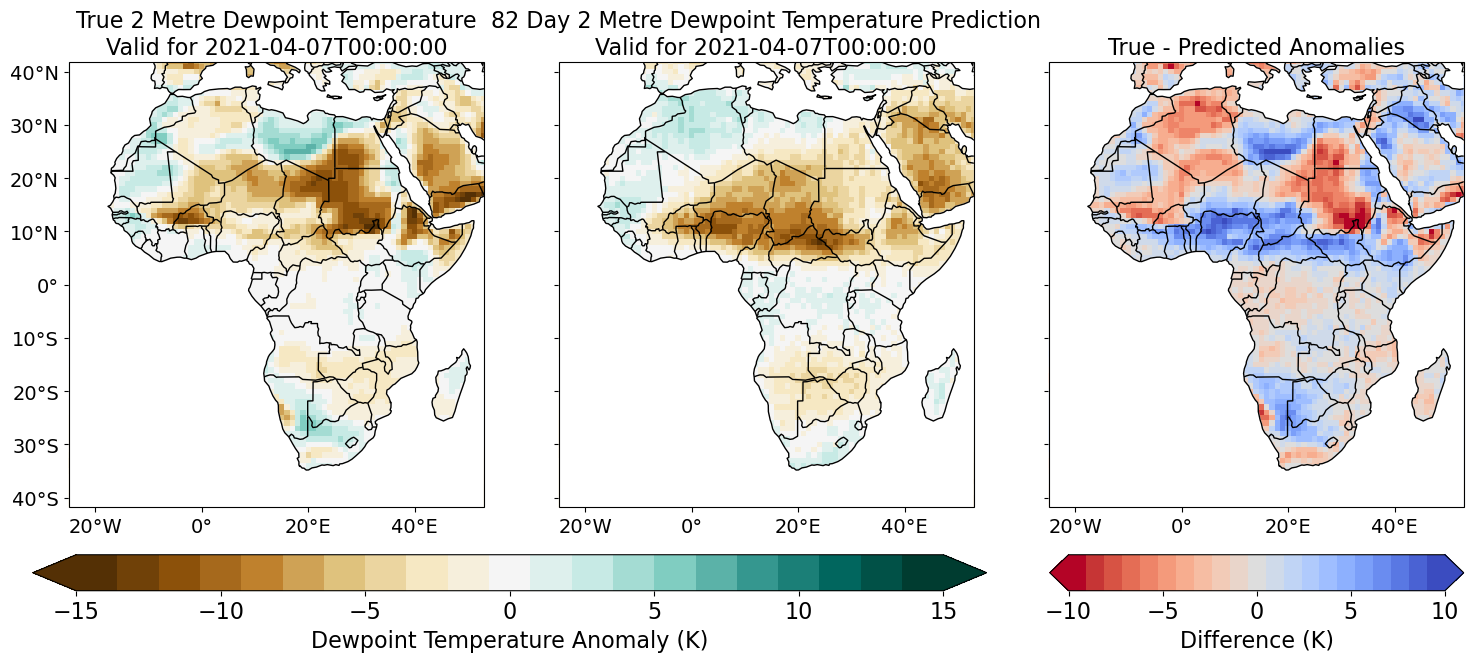 True 2 Metre Dewpoint Temperature
Valid for 2021-04-07T00:00:00
82 Day 2 Metre Dewpoint Temperature Prediction
Valid for 2021-04-07T00:00:00
True - Predicted Anomalies
40°N
30°N
20°N
10°N
0°
10°S
20°S
30°S
40°S
20°W 0° 20°E 40°E
20°W 0° 20°E 40°E
20°W 0° 20°E 40°E
−15 −10 −5 0 5 10 15
Dewpoint Temperature Anomaly (K)
−10 −5 0 5 10
Difference (K)